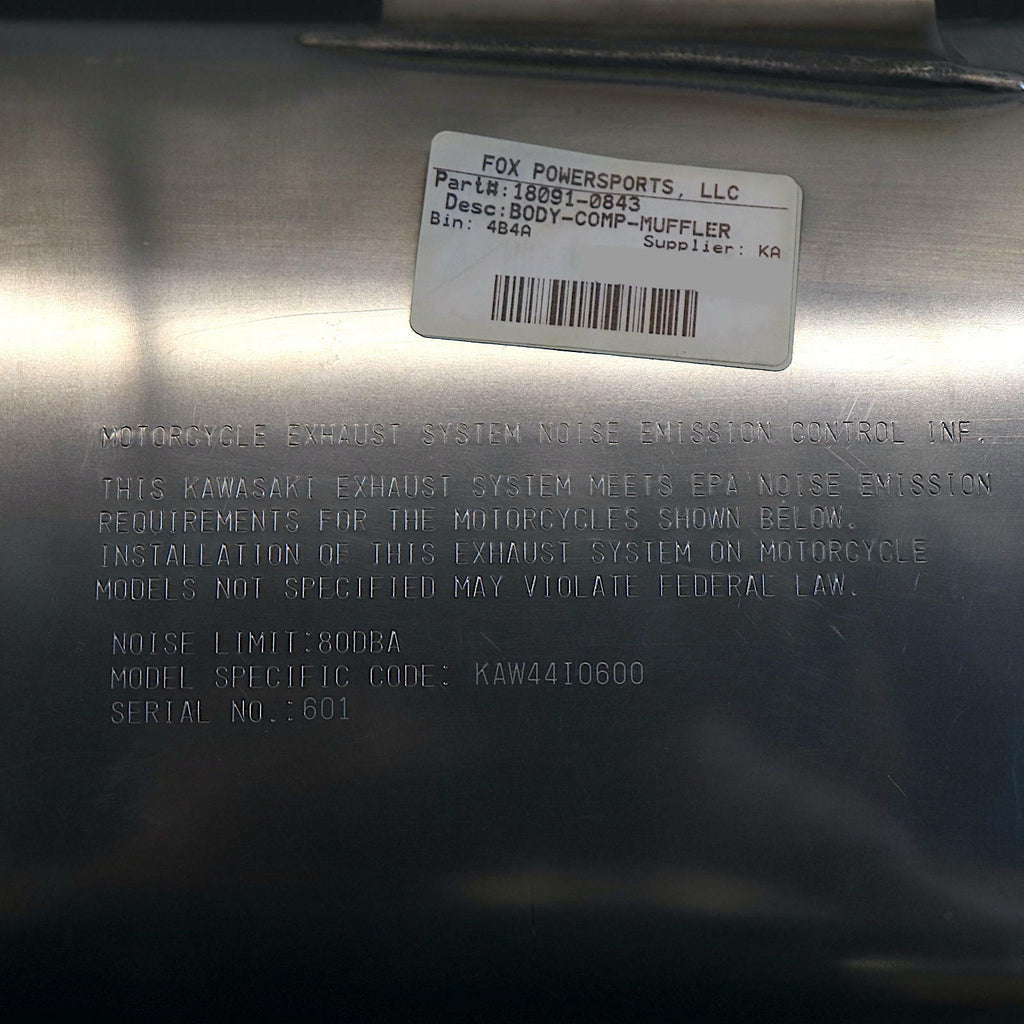 FOX POWERSPORTS, LLC
Part#:18091-0843
Desc:BODY-COMP-MUFFLER
Bin: 4B4A
Supplier: KA
MOTORCYCLE EXHAUST SYSTEM NOISE EMISSION CONTROL INF.
THIS KAWASAKI EXHAUST SYSTEM MEETS EPA NOISE EMISSION
REQUIREMENTS FOR THE MOTORCYCLES SHOWN BELOW.
INSTALLATION OF THIS EXHAUST SYSTEM ON MOTORCYCLE
MODELS NOT SPECIFIED MAY VIOLATE FEDERAL LAW.
NOISE LIMIT:80DBA
MODEL SPECIFIC CODE: KAW44I0600
SERIAL NO.:601